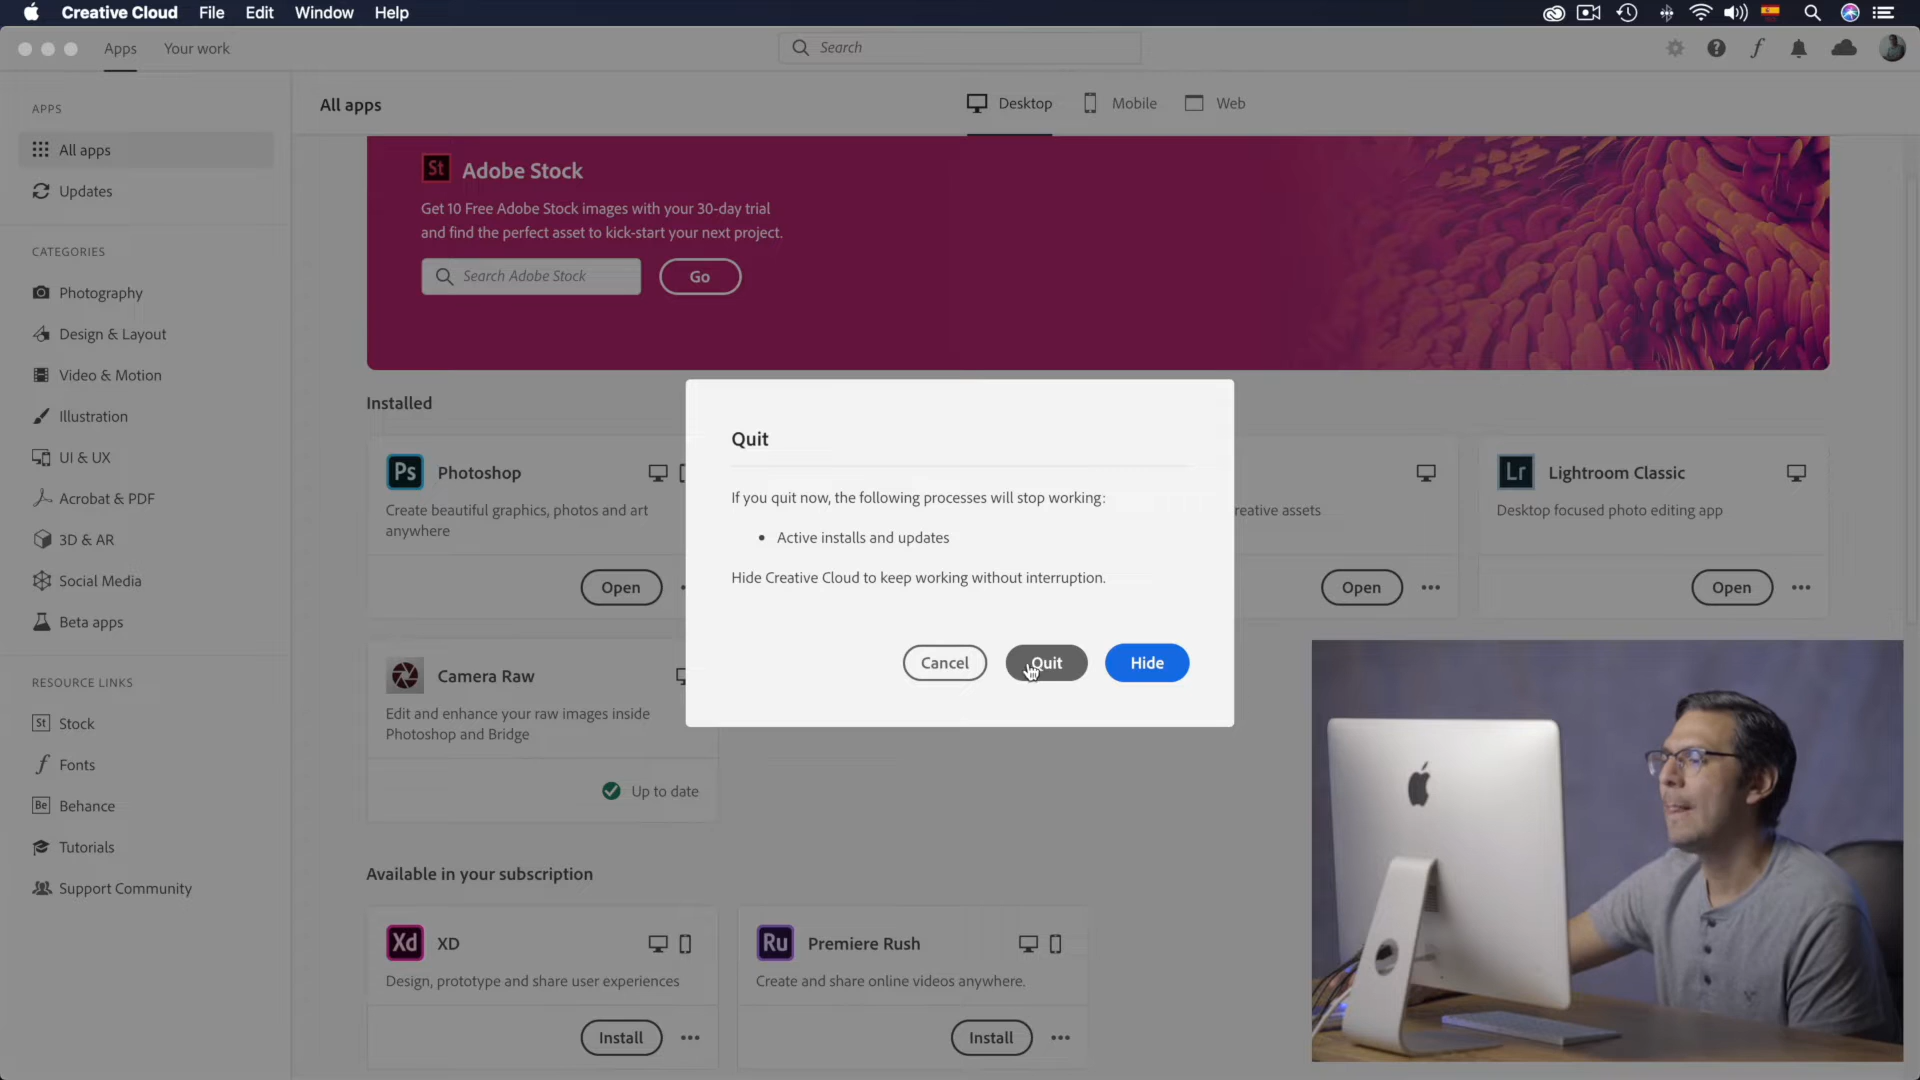 Creative Cloud File Edit Window Help
Apps Your work
Search
APPS
All apps
Updates
CATEGORIES
Photography
Design & Layout
Video & Motion
Illustration
UI & UX
Acrobat & PDF
3D & AR
Social Media
Beta apps
RESOURCE LINKS
St Stock
Fonts
Be Behance
Tutorials
Support Community
All apps
Desktop Mobile Web
St Adobe Stock
Get 10 Free Adobe Stock images with your 30-day trial
and find the perfect asset to kick-start your next project.
Search Adobe Stock Go
Installed
Ps Photoshop
Create beautiful graphics, photos and art
anywhere
Open
reative assets
Open
Lr Lightroom Classic
Desktop focused photo editing app
Open
Camera Raw
Edit and enhance your raw images inside
Photoshop and Bridge
Up to date
Quit
If you quit now, the following processes will stop working:
• Active installs and updates
Hide Creative Cloud to keep working without interruption.
Cancel Quit Hide
Available in your subscription
Xd XD
Design, prototype and share user experiences
Install
Ru Premiere Rush
Create and share online videos anywhere.
Install